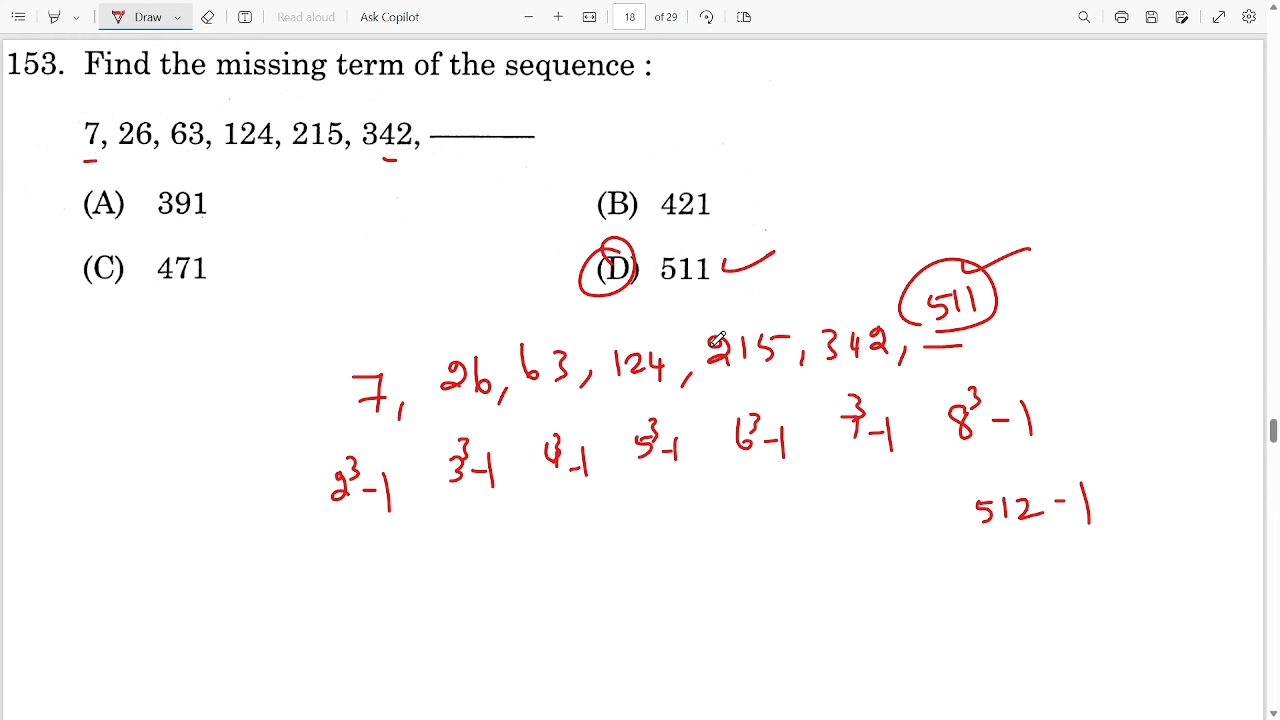 Draw Read aloud Ask Copilot 18 of 29
153. Find the missing term of the sequence :
7, 26, 63, 124, 215, 342, ———
(A) 391 (B) 421
(C) 471 (D) 511
511
7, 26, 63, 124, 215, 342, —
2³-1 3³-1 4³-1 5³-1 6³-1 7³-1 8³-1
512-1